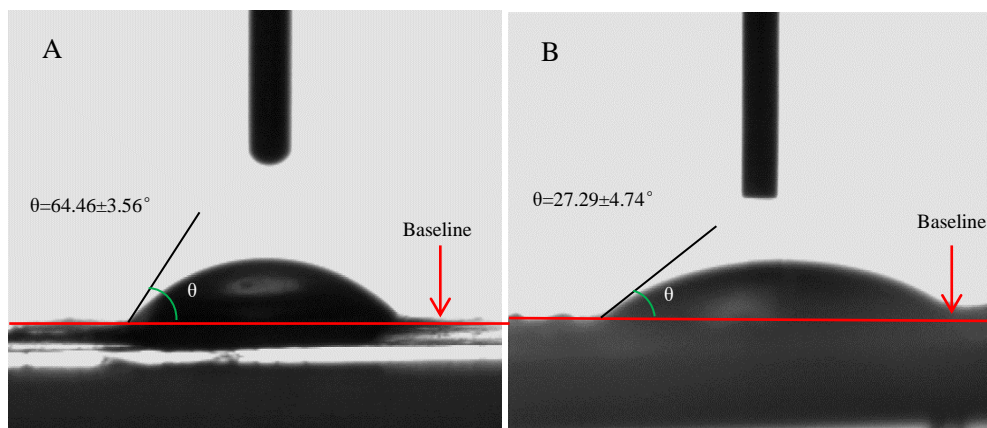 A
θ=64.46±3.56°
Baseline
θ
B
θ=27.29±4.74°
Baseline
θ